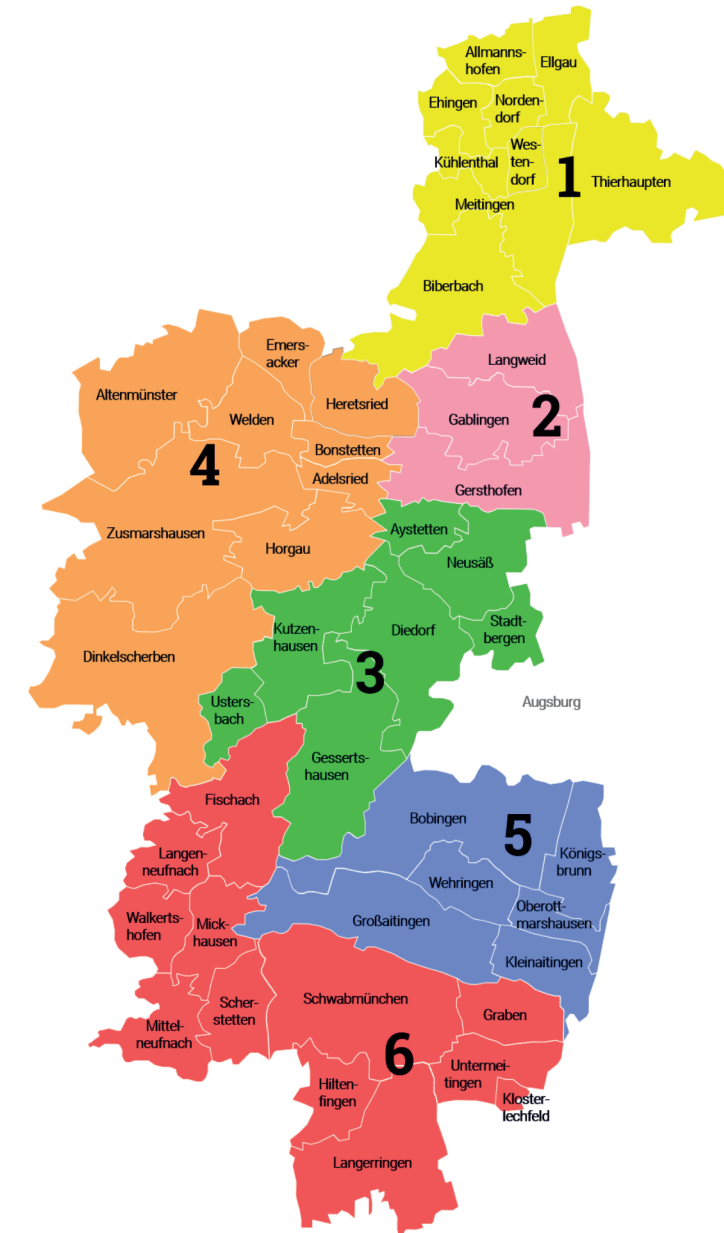 Allmanns-
hofen
Ellgau
Ehingen
Norden-
dorf
Kühlenthal
Wes-
ten-
dorf
1
Thierhaupten
Meitingen
Biberbach
Emers-
acker
Langweid
Altenmünster
Heretsried
Welden
Gablingen
2
Bonstetten
4
Adelsried
Gersthofen
Zusmarshausen
Aystetten
Horgau
Neusäß
Kutzen-
hausen
Diedorf
Stadt-
bergen
Dinkelscherben
3
Usters-
bach
Augsburg
Gesserts-
hausen
Fischach
Bobingen
5
Langen-
neufnach
Königs-
brunn
Wehringen
Walkerts-
hofen
Mick-
hausen
Großaitingen
Oberott-
marshausen
Kleinaitingen
Schwabmünchen
Scher-
stetten
Graben
Mittel-
neufnach
6
Hilten-
fingen
Untermei-
tingen
Kloster-
lechfeld
Langerringen